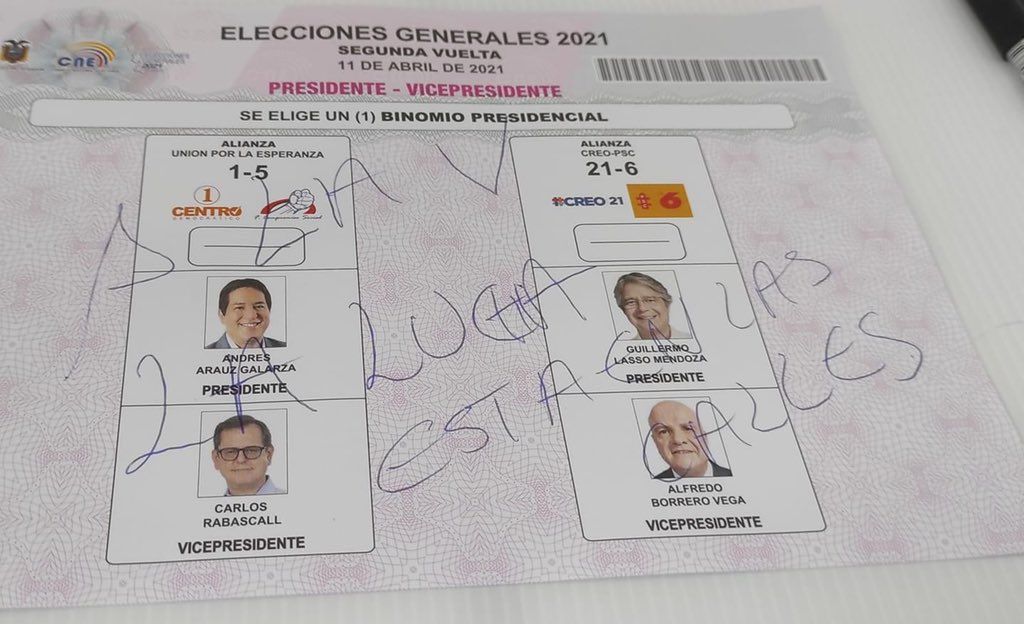 CNE
ELECCIONES GENERALES 2021
SEGUNDA VUELTA
11 DE ABRIL DE 2021
PRESIDENTE - VICEPRESIDENTE
SE ELIGE UN (1) BINOMIO PRESIDENCIAL
ALIANZA
UNION POR LA ESPERANZA
1-5
1
CENTRO
DEMOCRÁTICO
ANDRES
ARAUZ GALARZA
PRESIDENTE
CARLOS
RABASCALL
VICEPRESIDENTE
ALIANZA
CREO-PSC
21-6
#CREO 21
# 6
GUILLERMO
LASSO MENDOZA
PRESIDENTE
ALFREDO
BORRERO VEGA
VICEPRESIDENTE
LA LUCHA
ESTA EN LAS
CALLES